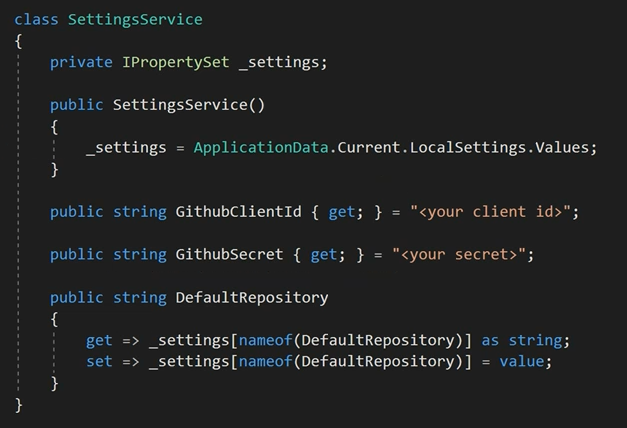 class SettingsService
{
    private IPropertySet _settings;

    public SettingsService()
    {
        _settings = ApplicationData.Current.LocalSettings.Values;
    }

    public string GithubClientId { get; } = "<your client id>";

    public string GithubSecret { get; } = "<your secret>";

    public string DefaultRepository
    {
        get => _settings[nameof(DefaultRepository)] as string;
        set => _settings[nameof(DefaultRepository)] = value;
    }
}